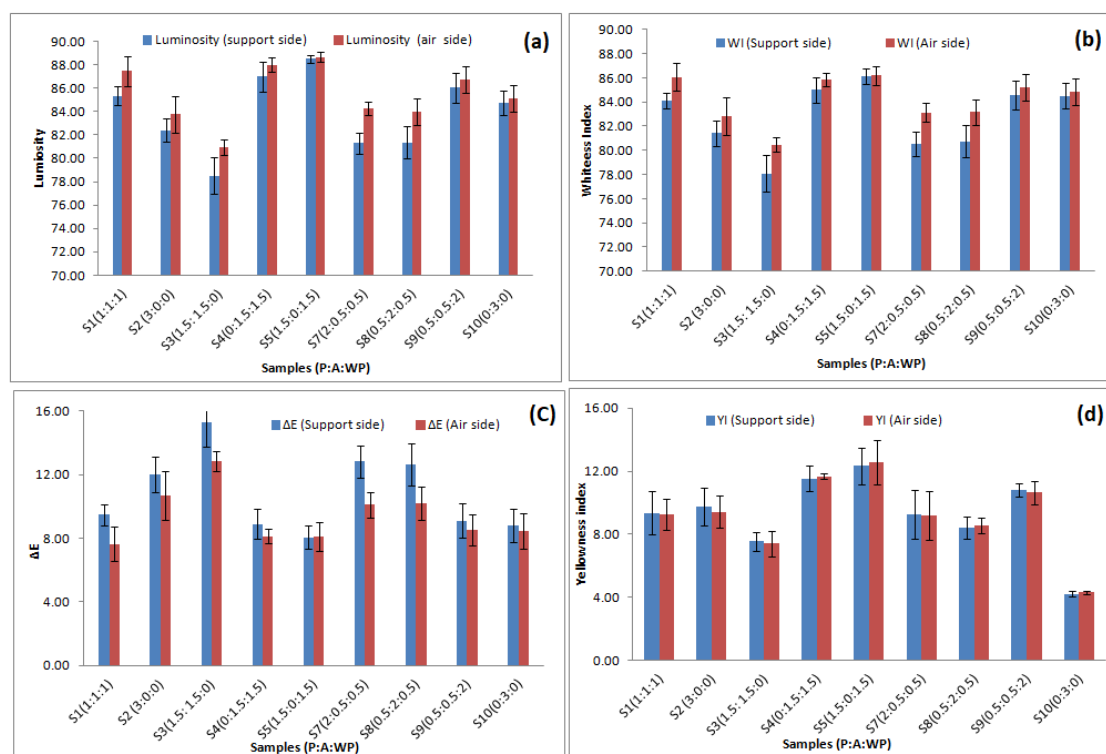 Luminosity (support side) Luminosity (air side) (a)
90.00
88.00
86.00
84.00
82.00
80.00
78.00
76.00
74.00
72.00
70.00
Lumiosity
S1(1:1:1) S2 (3:0:0) S3(1.5: 1.5:0) S4(0:1.5:1.5) S5(1.5:0:1.5) S7(2:0.5:0.5) S8(0.5:2:0.5) S9(0.5:0.5:2) S10(0:3:0)
Samples (P:A:WP)
WI (Support side) WI (Air side) (b)
90.00
88.00
86.00
84.00
82.00
80.00
78.00
76.00
74.00
72.00
70.00
Whiteess Index
S1(1:1:1) S2 (3:0:0) S3(1.5: 1.5:0) S4(0:1.5:1.5) S5(1.5:0:1.5) S7(2:0.5:0.5) S8(0.5:2:0.5) S9(0.5:0.5:2) S10(0:3:0)
Samples (P:A:WP)
ΔE (Support side) ΔE (Air side) (C)
16.00
12.00
8.00
4.00
0.00
ΔE
S1(1:1:1) S2 (3:0:0) S3(1.5: 1.5:0) S4(0:1.5:1.5) S5(1.5:0:1.5) S7(2:0.5:0.5) S8(0.5:2:0.5) S9(0.5:0.5:2) S10(0:3:0)
Samples (P:A:WP)
YI (Support side) YI (Air side) (d)
16.00
12.00
8.00
4.00
0.00
Yellowness index
S1(1:1:1) S2 (3:0:0) S3(1.5: 1.5:0) S4(0:1.5:1.5) S5(1.5:0:1.5) S7(2:0.5:0.5) S8(0.5:2:0.5) S9(0.5:0.5:2) S10(0:3:0)
Samples (P:A:WP)